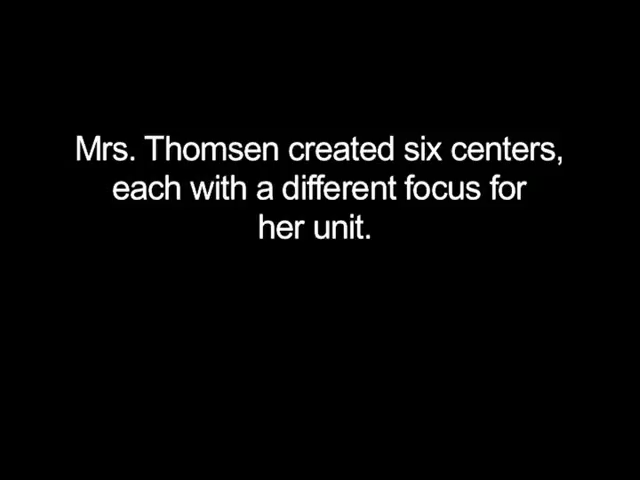 Mrs. Thomsen created six centers,
each with a different focus for
her unit.